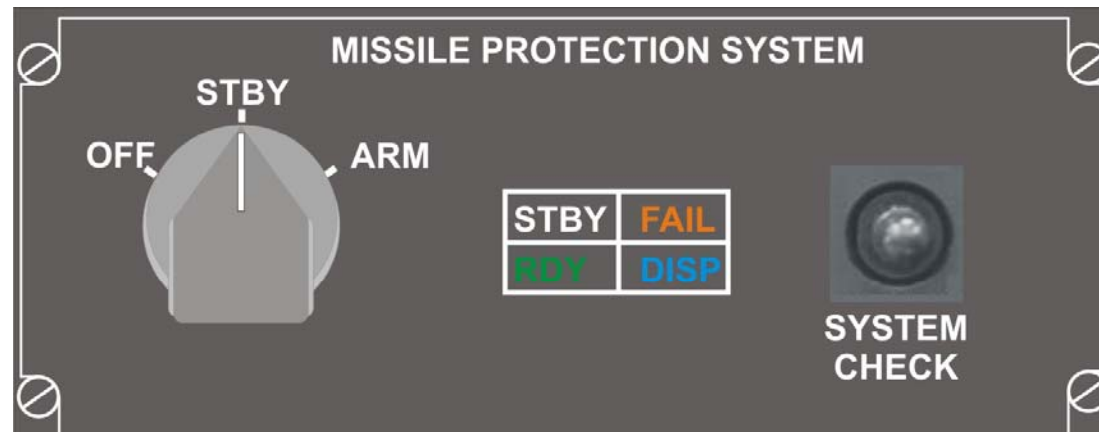 MISSILE PROTECTION SYSTEM
STBY
OFF
ARM
STBY FAIL
RDY DISP
SYSTEM
CHECK